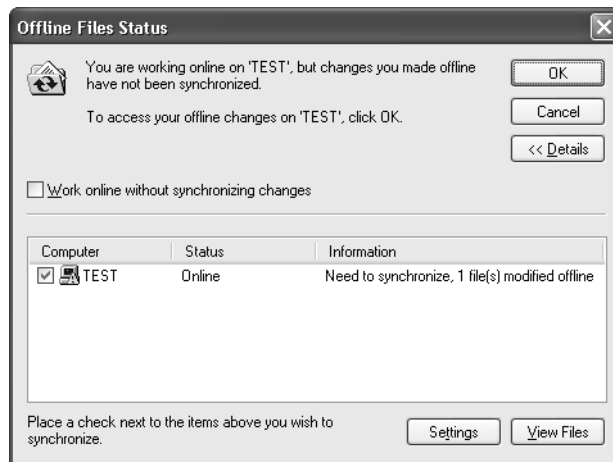 Offline Files Status
You are working online on 'TEST', but changes you made offline
have not been synchronized.
To access your offline changes on 'TEST', click OK.
OK
Cancel
<< Details
Work online without synchronizing changes
Computer Status Information
TEST Online Need to synchronize, 1 file(s) modified offline
Place a check next to the items above you wish to
synchronize.
Settings View Files